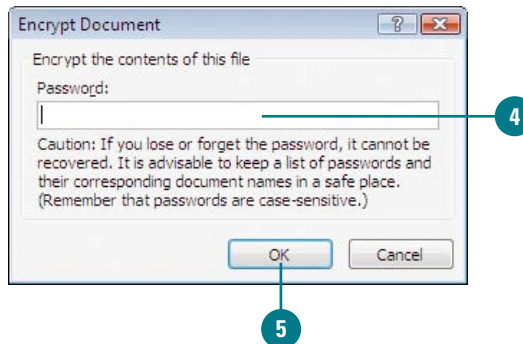 Encrypt Document
Encrypt the contents of this file
Password:
4
Caution: If you lose or forget the password, it cannot be
recovered. It is advisable to keep a list of passwords and
their corresponding document names in a safe place.
(Remember that passwords are case-sensitive.)
OK
Cancel
5